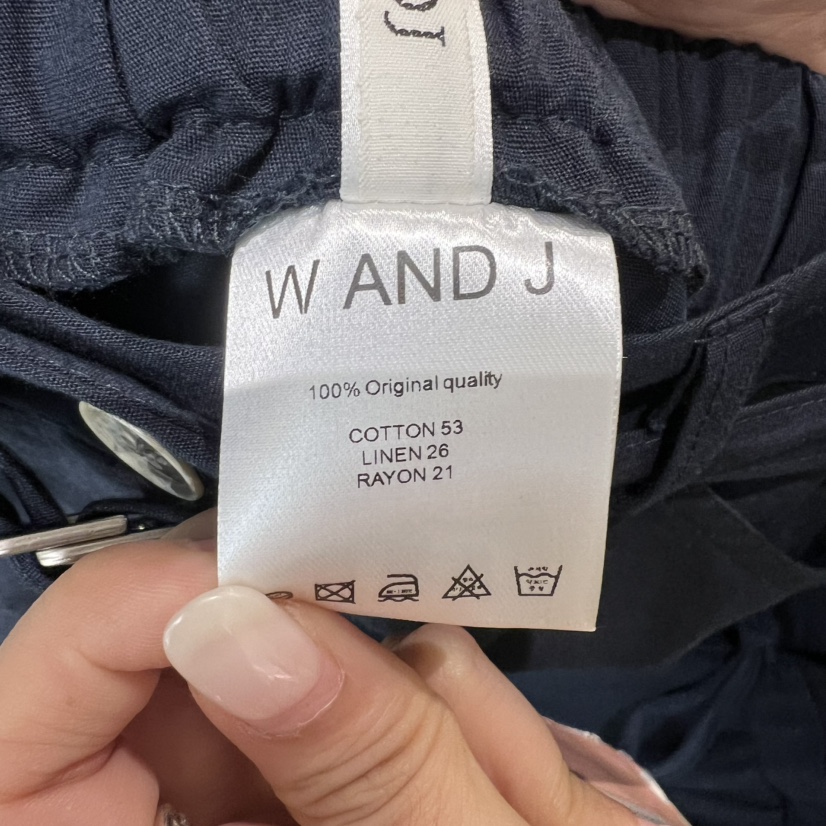 W AND J
100% Original quality
COTTON 53
LINEN 26
RAYON 21